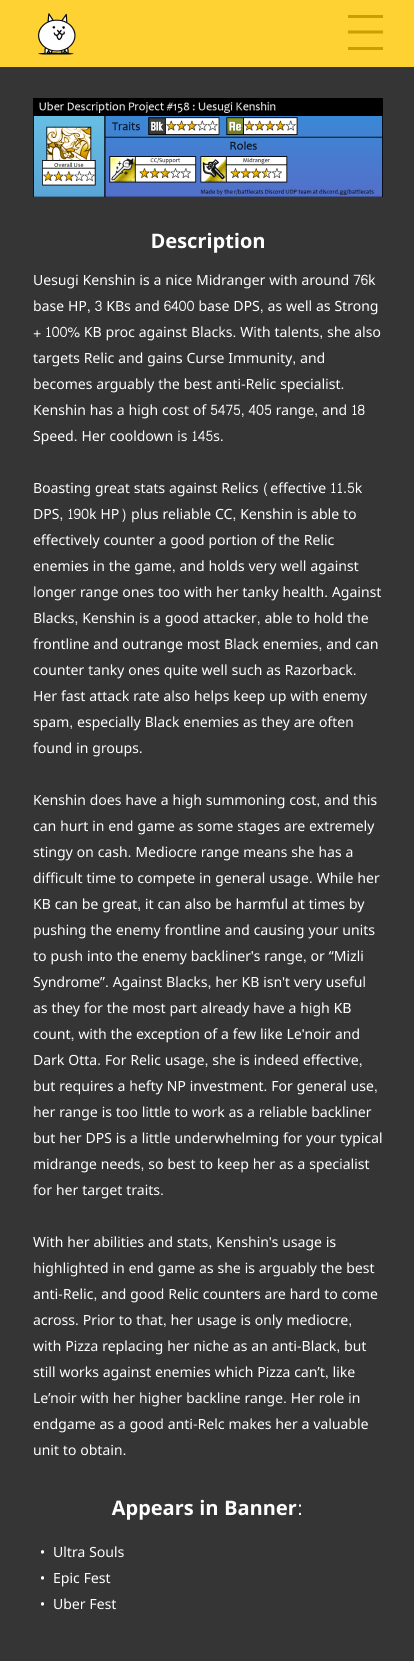 Uber Description Project #158 : Uesugi Kenshin
Traits Blk Re
Roles
Overall Use
CC/Support
Midranger
Made by the r/battlecats Discord UDP team at discord.gg/battlecats
Description
Uesugi Kenshin is a nice Midranger with around 76k
base HP, 3 KBs and 6400 base DPS, as well as Strong
+ 100% KB proc against Blacks. With talents, she also
targets Relic and gains Curse Immunity, and
becomes arguably the best anti-Relic specialist.
Kenshin has a high cost of 5475, 405 range, and 18
Speed. Her cooldown is 145s.
Boasting great stats against Relics (effective 11.5k
DPS, 190k HP) plus reliable CC, Kenshin is able to
effectively counter a good portion of the Relic
enemies in the game, and holds very well against
longer range ones too with her tanky health. Against
Blacks, Kenshin is a good attacker, able to hold the
frontline and outrange most Black enemies, and can
counter tanky ones quite well such as Razorback.
Her fast attack rate also helps keep up with enemy
spam, especially Black enemies as they are often
found in groups.
Kenshin does have a high summoning cost, and this
can hurt in end game as some stages are extremely
stingy on cash. Mediocre range means she has a
difficult time to compete in general usage. While her
KB can be great, it can also be harmful at times by
pushing the enemy frontline and causing your units
to push into the enemy backliner's range, or “Mizli
Syndrome”. Against Blacks, her KB isn't very useful
as they for the most part already have a high KB
count, with the exception of a few like Le'noir and
Dark Otta. For Relic usage, she is indeed effective,
but requires a hefty NP investment. For general use,
her range is too little to work as a reliable backliner
but her DPS is a little underwhelming for your typical
midrange needs, so best to keep her as a specialist
for her target traits.
With her abilities and stats, Kenshin's usage is
highlighted in end game as she is arguably the best
anti-Relic, and good Relic counters are hard to come
across. Prior to that, her usage is only mediocre,
with Pizza replacing her niche as an anti-Black, but
still works against enemies which Pizza can’t, like
Le’noir with her higher backline range. Her role in
endgame as a good anti-Relc makes her a valuable
unit to obtain.
Appears in Banner:
• Ultra Souls
• Epic Fest
• Uber Fest